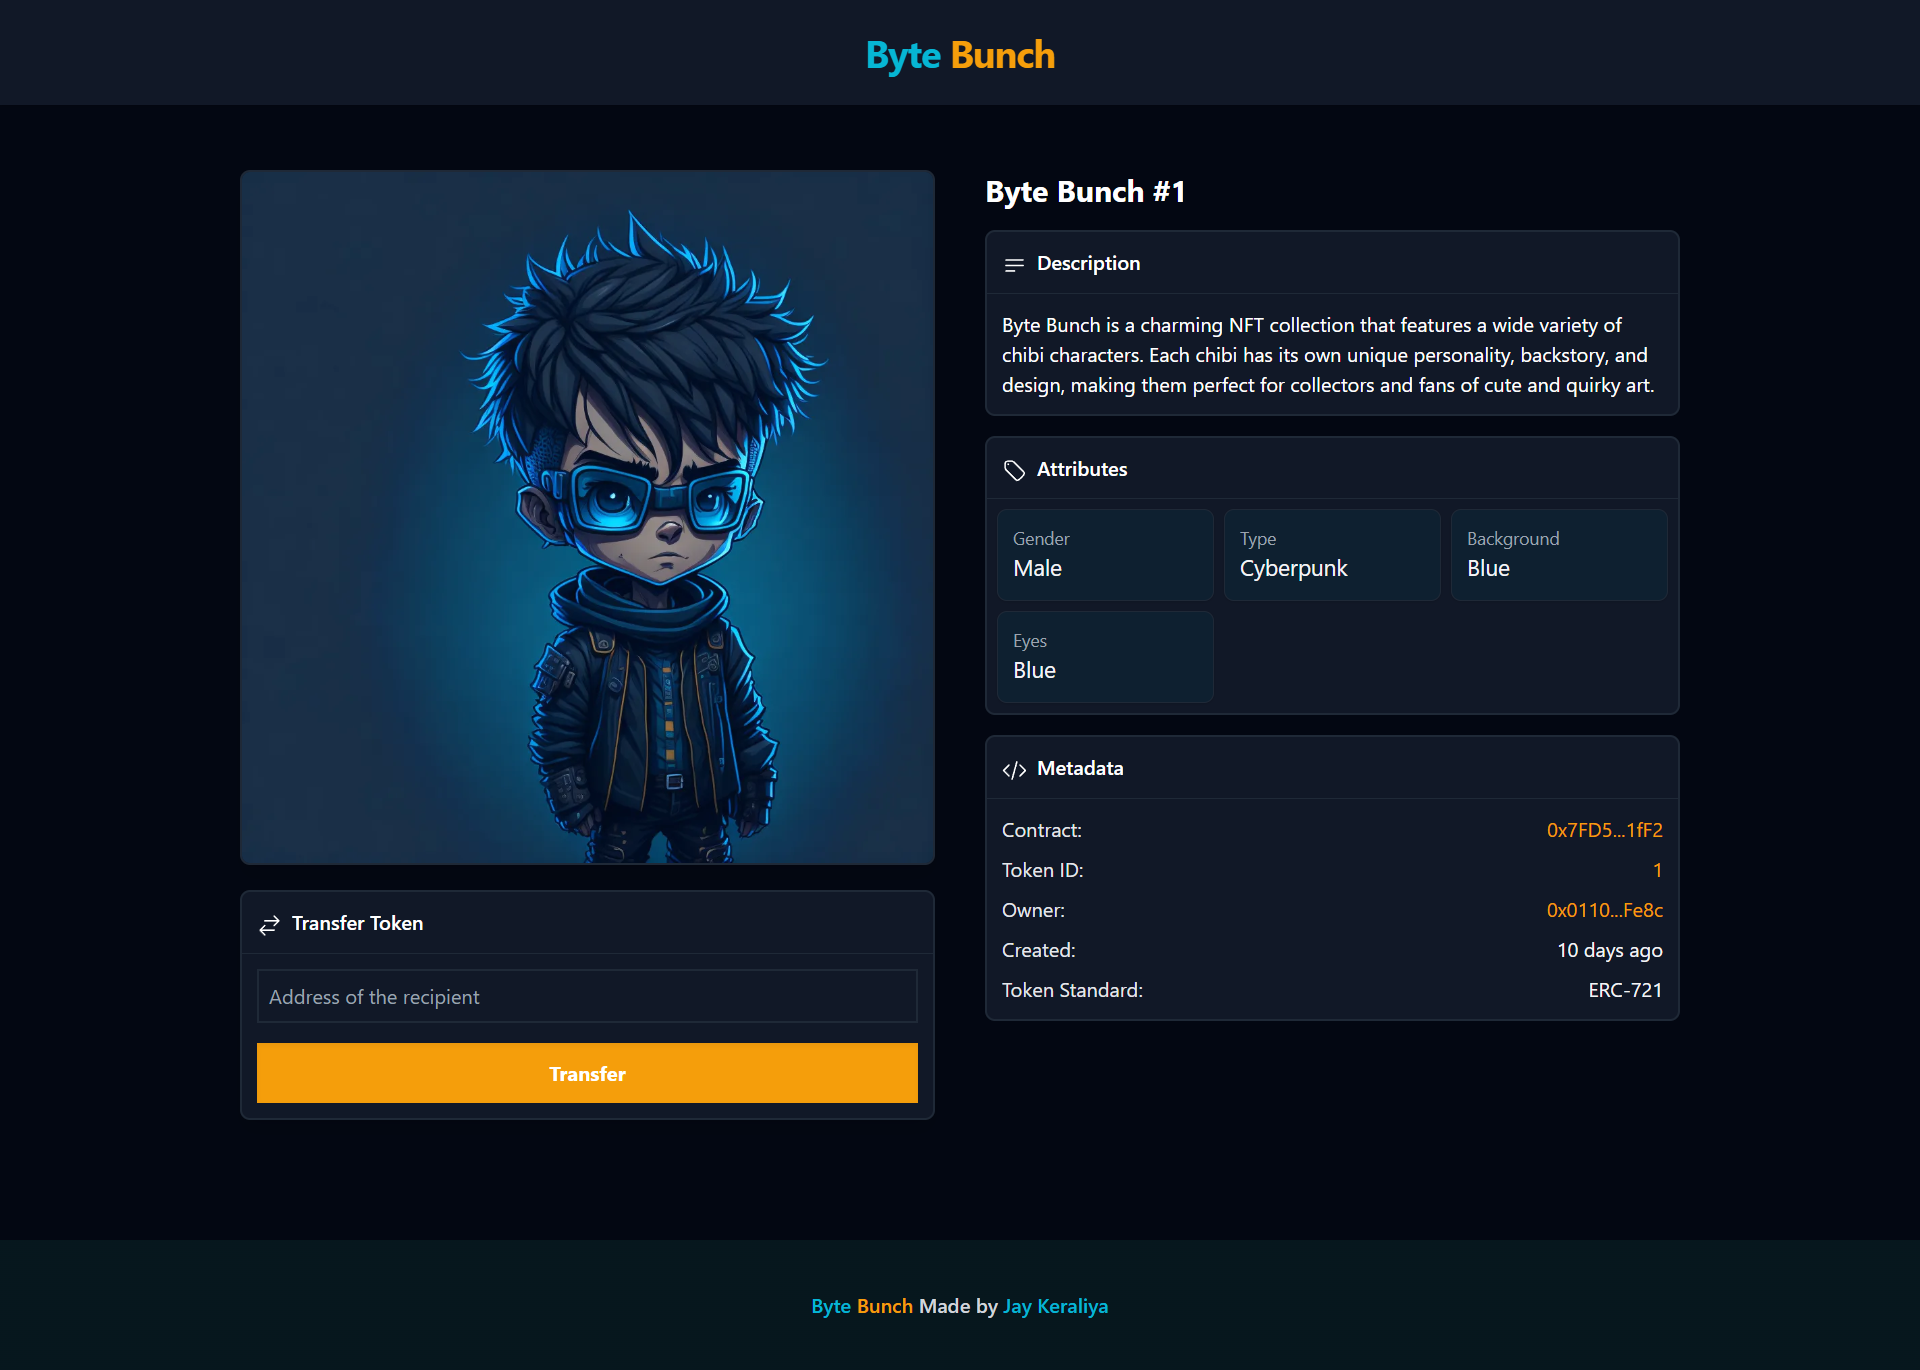 Byte Bunch
Byte Bunch #1
Description
Byte Bunch is a charming NFT collection that features a wide variety of
chibi characters. Each chibi has its own unique personality, backstory, and
design, making them perfect for collectors and fans of cute and quirky art.
Attributes
Gender
Male
Type
Cyberpunk
Background
Blue
Eyes
Blue
Metadata
Contract: 0x7FD5...1fF2
Token ID: 1
Owner: 0x0110...Fe8c
Created: 10 days ago
Token Standard: ERC-721
Transfer Token
Address of the recipient
Transfer
Byte Bunch Made by Jay Keraliya